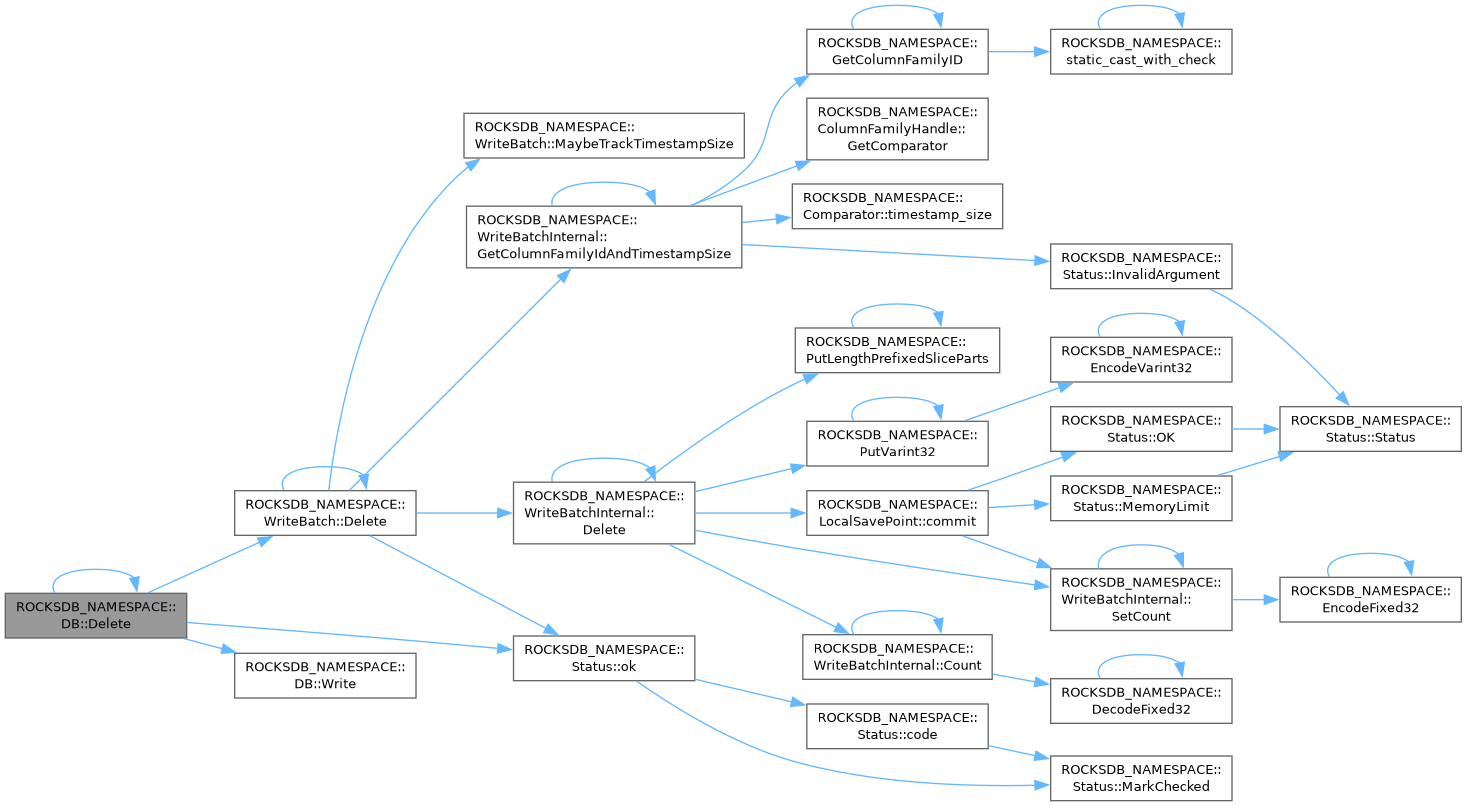 ROCKSDB_NAMESPACE::
GetColumnFamilyID
ROCKSDB_NAMESPACE::
static_cast_with_check
ROCKSDB_NAMESPACE::
ColumnFamilyHandle::
GetComparator
ROCKSDB_NAMESPACE::
WriteBatch::MaybeTrackTimestampSize
ROCKSDB_NAMESPACE::
Comparator::timestamp_size
ROCKSDB_NAMESPACE::
WriteBatchInternal::
GetColumnFamilyIdAndTimestampSize
ROCKSDB_NAMESPACE::
Status::InvalidArgument
ROCKSDB_NAMESPACE::
PutLengthPrefixedSliceParts
ROCKSDB_NAMESPACE::
EncodeVarint32
ROCKSDB_NAMESPACE::
Status::OK
ROCKSDB_NAMESPACE::
Status::Status
ROCKSDB_NAMESPACE::
PutVarint32
ROCKSDB_NAMESPACE::
Status::MemoryLimit
ROCKSDB_NAMESPACE::
WriteBatch::Delete
ROCKSDB_NAMESPACE::
WriteBatchInternal::
Delete
ROCKSDB_NAMESPACE::
LocalSavePoint::commit
ROCKSDB_NAMESPACE::
WriteBatchInternal::
SetCount
ROCKSDB_NAMESPACE::
EncodeFixed32
ROCKSDB_NAMESPACE::
DB::Delete
ROCKSDB_NAMESPACE::
Status::ok
ROCKSDB_NAMESPACE::
WriteBatchInternal::Count
ROCKSDB_NAMESPACE::
DB::Write
ROCKSDB_NAMESPACE::
DecodeFixed32
ROCKSDB_NAMESPACE::
Status::code
ROCKSDB_NAMESPACE::
Status::MarkChecked